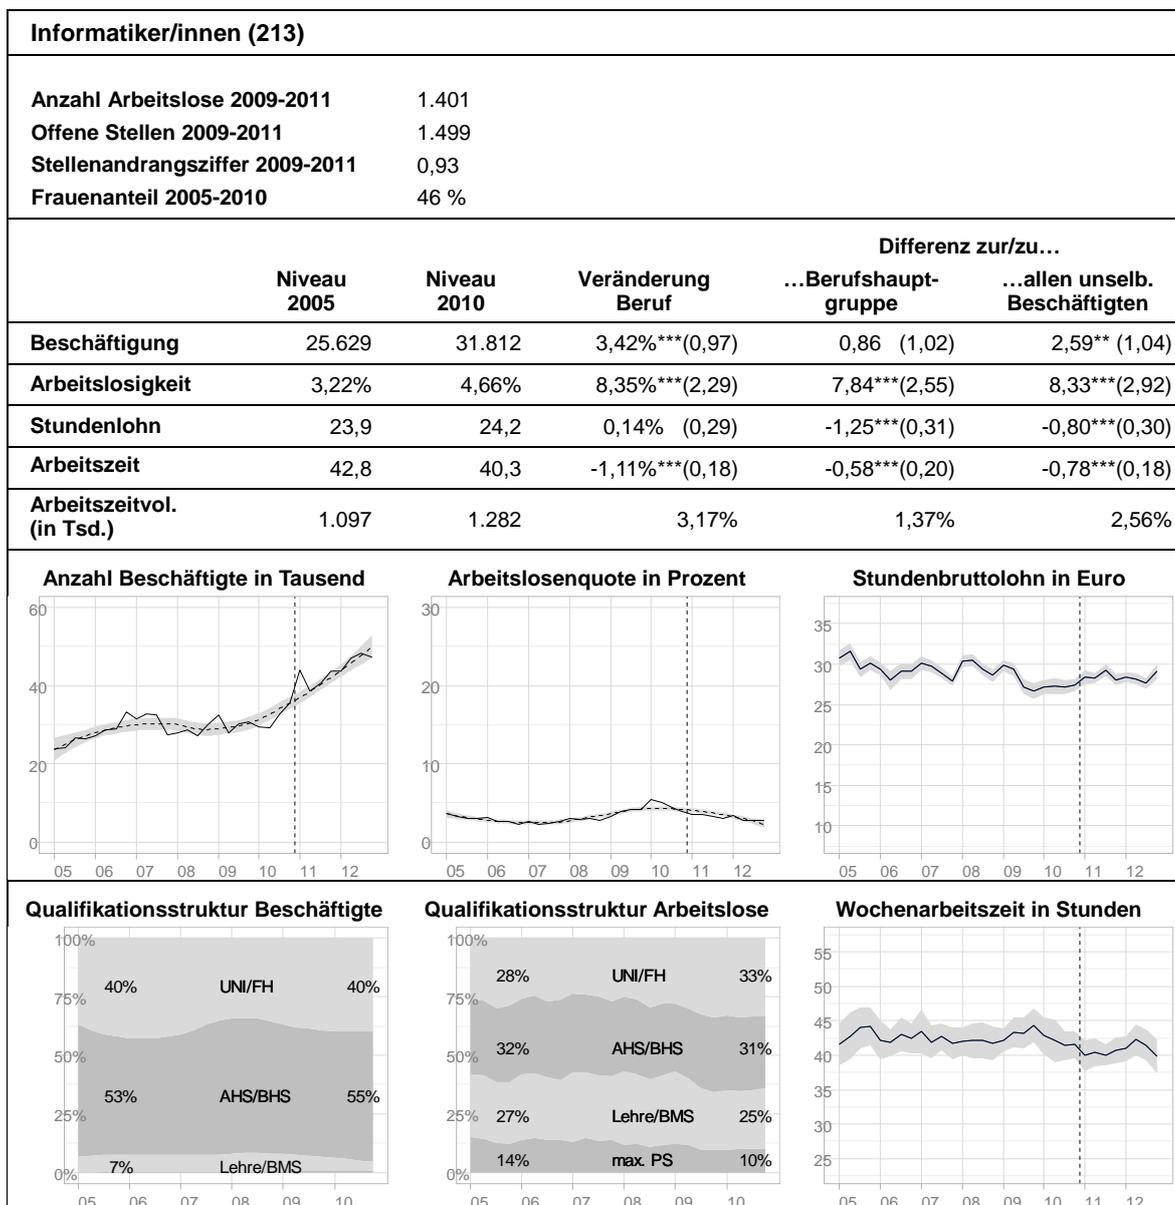 Informatiker/innen (213)
Anzahl Arbeitslose 2009-2011 1.401
Offene Stellen 2009-2011 1.499
Stellenandrangsziffer 2009-2011 0,93
Frauenanteil 2005-2010 46 %
Differenz zur/zu…
Niveau Niveau Veränderung …Berufshaupt- …allen unselb.
2005 2010 Beruf gruppe Beschäftigten
Beschäftigung 25.629 31.812 3,42%***(0,97) 0,86 (1,02) 2,59** (1,04)
Arbeitslosigkeit 3,22% 4,66% 8,35%***(2,29) 7,84***(2,55) 8,33***(2,92)
Stundenlohn 23,9 24,2 0,14% (0,29) -1,25***(0,31) -0,80***(0,30)
Arbeitszeit 42,8 40,3 -1,11%***(0,18) -0,58***(0,20) -0,78***(0,18)
Arbeitszeitvol.
(in Tsd.) 1.097 1.282 3,17% 1,37% 2,56%
Anzahl Beschäftigte in Tausend
60
40
20
0
05 06 07 08 09 10 11 12
Arbeitslosenquote in Prozent
30
20
10
0
05 06 07 08 09 10 11 12
Stundenbruttolohn in Euro
35
30
25
20
15
10
05 06 07 08 09 10 11 12
Qualifikationsstruktur Beschäftigte
100%
40% UNI/FH 40%
75%
50%
53% AHS/BHS 55%
25%
7% Lehre/BMS
0%
05 06 07 08 09 10
Qualifikationsstruktur Arbeitslose
100%
28% UNI/FH 33%
75%
50%
32% AHS/BHS 31%
25%
27% Lehre/BMS 25%
14% max. PS 10%
0%
05 06 07 08 09 10
Wochenarbeitszeit in Stunden
55
50
45
40
35
30
25
05 06 07 08 09 10 11 12